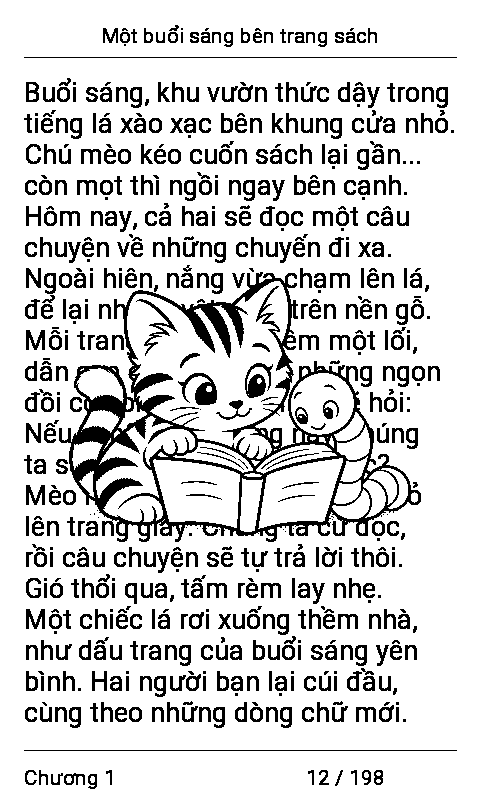 Một buổi sáng bên trang sách
Buổi sáng, khu vườn thức dậy trong
tiếng lá xào xạc bên khung cửa nhỏ.
Chú mèo kéo cuốn sách lại gần...
còn mọt thì ngồi ngay bên cạnh.
Hôm nay, cả hai sẽ đọc một câu
chuyện về những chuyến đi xa.
Ngoài hiên, nắng vừa chạm lên lá,
để lại trên nền gỗ.
Mỗi một lối,
dẫn những ngọn
đồi hỏi:
Nếu
ta
Mèo
lên trang giấy. Chúng ta cứ đọc,
rồi câu chuyện sẽ tự trả lời thôi.
Gió thổi qua, tấm rèm lay nhẹ.
Một chiếc lá rơi xuống thềm nhà,
như dấu trang của buổi sáng yên
bình. Hai người bạn lại cúi đầu,
cùng theo những dòng chữ mới.
Chương 1
12 / 198